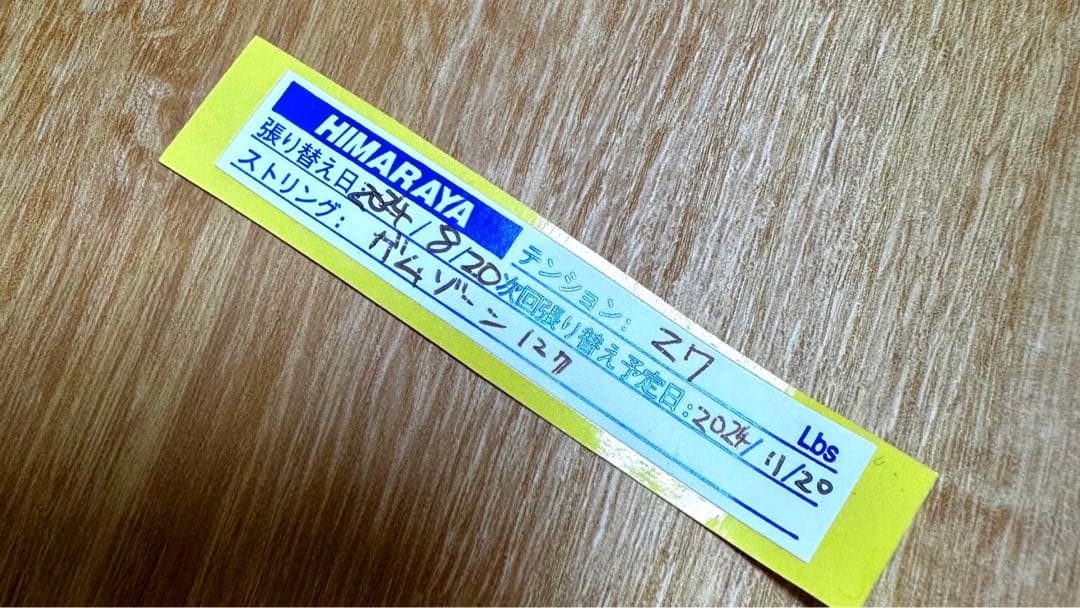 HIMARAYA テンション: 27 Lbs
張り替え日: 2024/8/20 次回張り替え予定日: 2024/11/20
ストリング: ガムゾーン 127